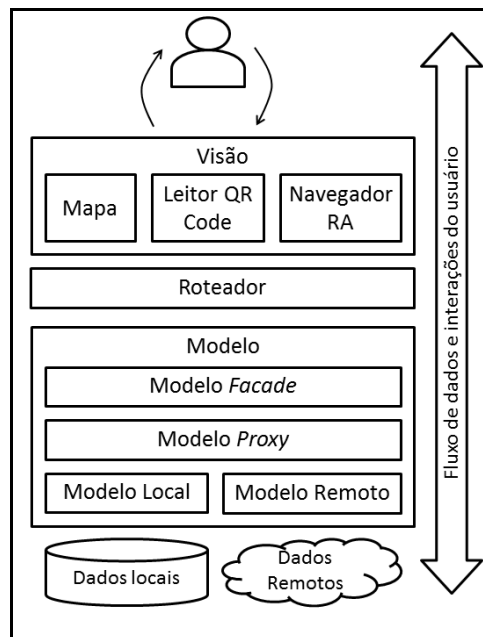 Visão
Mapa
Leitor QR
Code
Navegador
RA
Roteador
Modelo
Modelo Facade
Modelo Proxy
Modelo Local
Modelo Remoto
Dados locais
Dados
Remotos
Fluxo de dados e interações do usuário